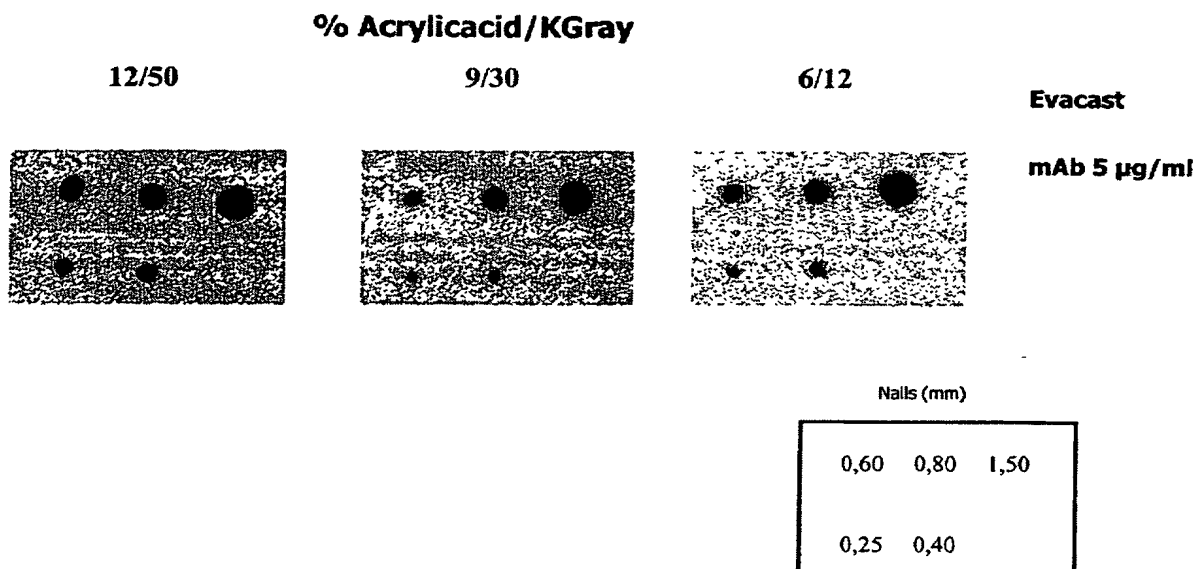 % Acrylicacid/KGray
12/50 9/30 6/12
Evacast
mAb 5 µg/ml
Nails (mm)
0,60 0,80 1,50
0,25 0,40